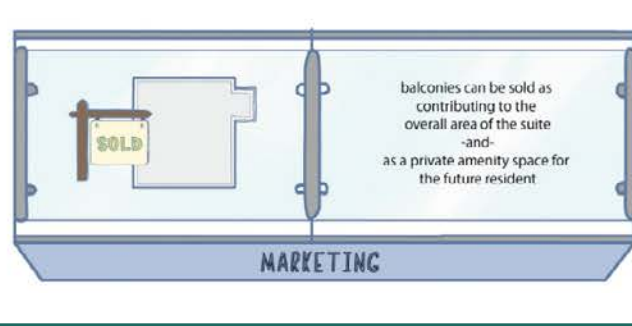 SOLD
balconies can be sold as
contributing to the
overall area of the suite
-and-
as a private amenity space for
the future resident
MARKETING